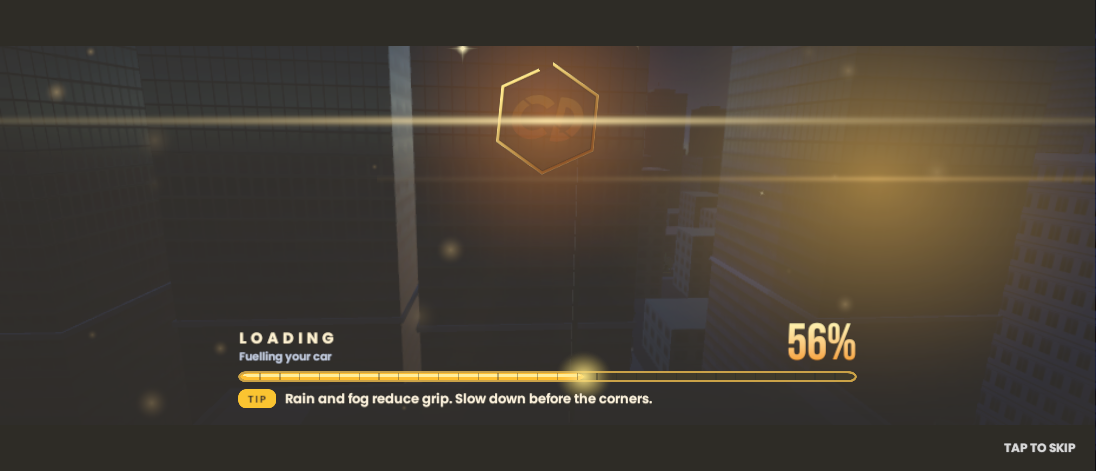 LOADING
56%
Fuelling your car
TIP Rain and fog reduce grip. Slow down before the corners.
TAP TO SKIP